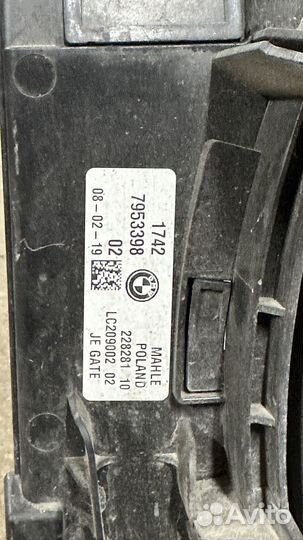 1742
7953398
02
08-02-19
MAHLE
POLAND
228281 10
LC209002 02
JE GATE
Avito